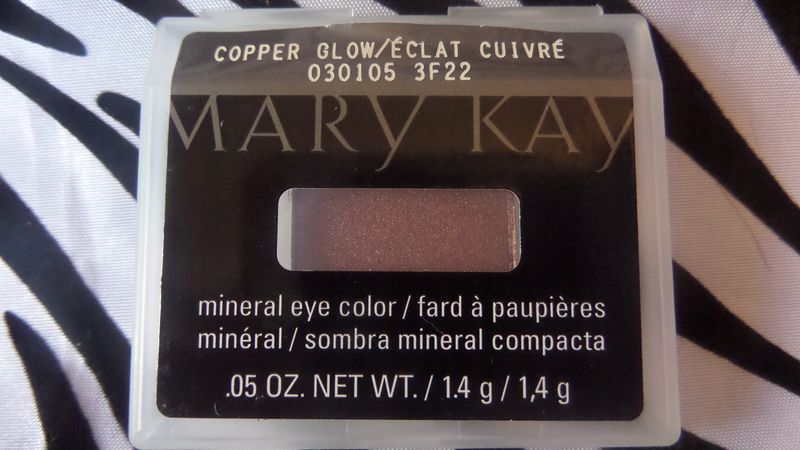 COPPER GLOW/ÉCLAT CUIVRÉ
030105 3F22
MARY KAY
mineral eye color / fard à paupières
minéral / sombra mineral compacta
.05 OZ. NET WT. / 1.4 g / 1,4 g